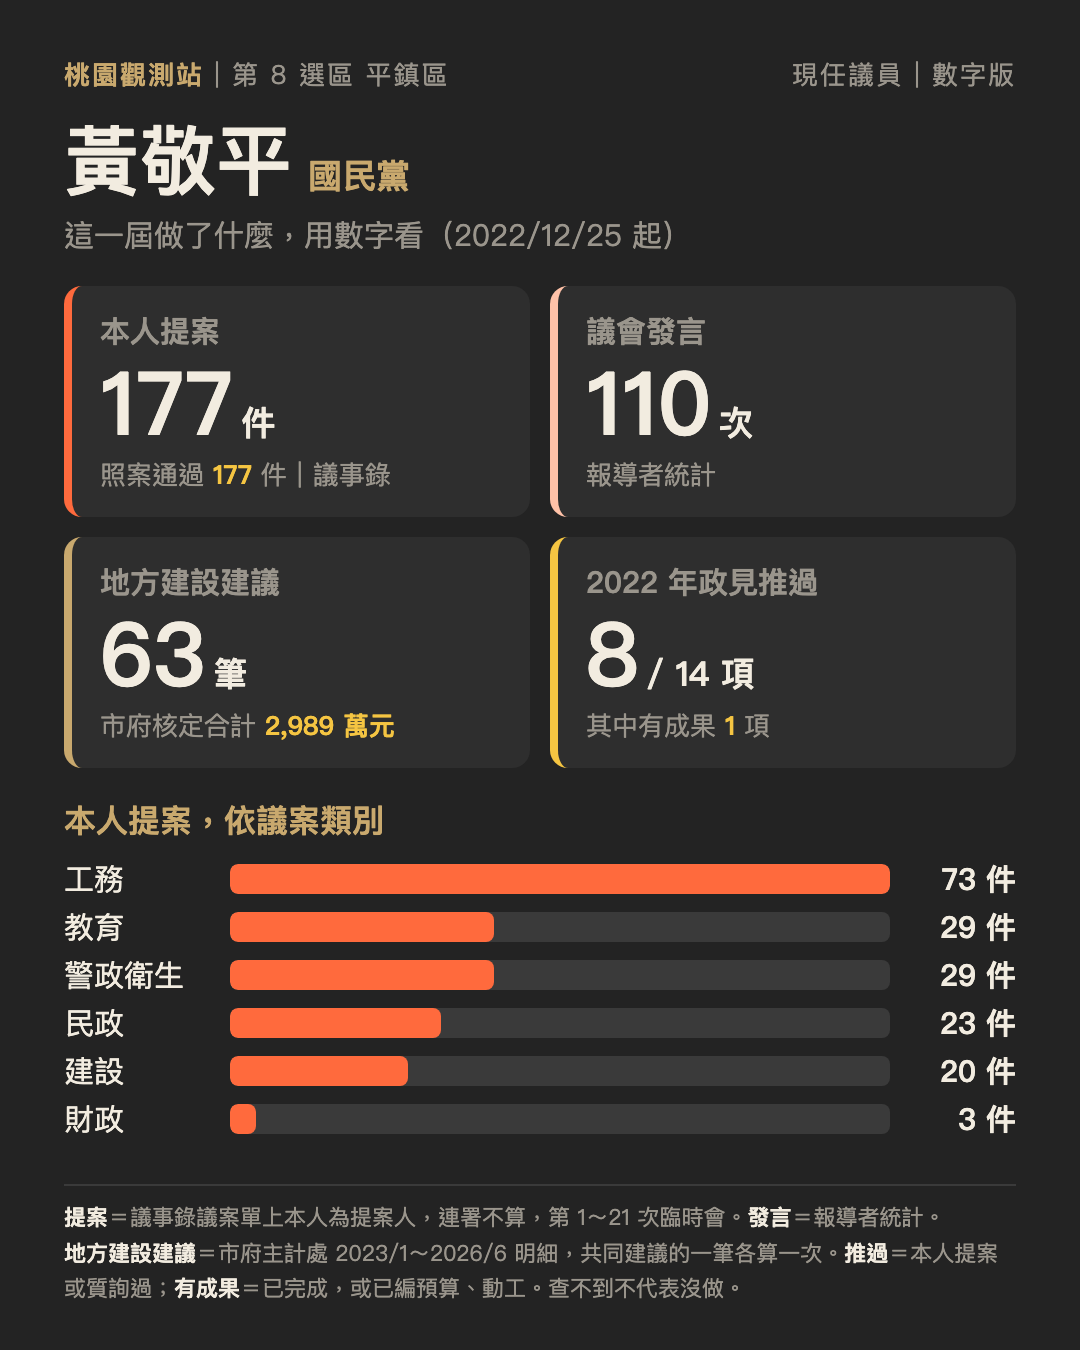 桃園觀測站｜第 8 選區 平鎮區
現任議員｜數字版
黃敬平 國民黨
這一屆做了什麼，用數字看（2022/12/25 起）
本人提案
177 件
照案通過 177 件｜議事錄
議會發言
110 次
報導者統計
地方建設建議
63 筆
市府核定合計 2,989 萬元
2022 年政見推過
8 / 14 項
其中有成果 1 項
本人提案，依議案類別
工務 73 件
教育 29 件
警政衛生 29 件
民政 23 件
建設 20 件
財政 3 件
提案＝議事錄議案單上本人為提案人，連署不算，第 1～21 次臨時會。發言＝報導者統計。
地方建設建議＝市府主計處 2023/1～2026/6 明細，共同建議的一筆各算一次。推過＝本人提案
或質詢過；有成果＝已完成，或已編預算、動工。查不到不代表沒做。